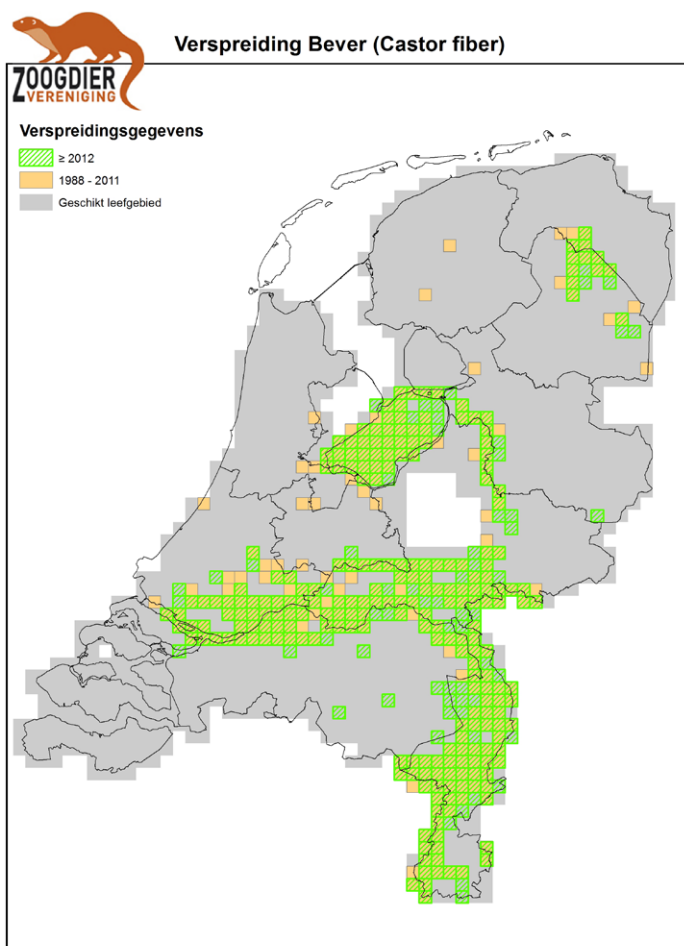 Verspreiding Bever (Castor fiber)
ZOOGDIER
VERENIGING
Verspreidingsgegevens
≥ 2012
1988 - 2011
Geschikt leefgebied